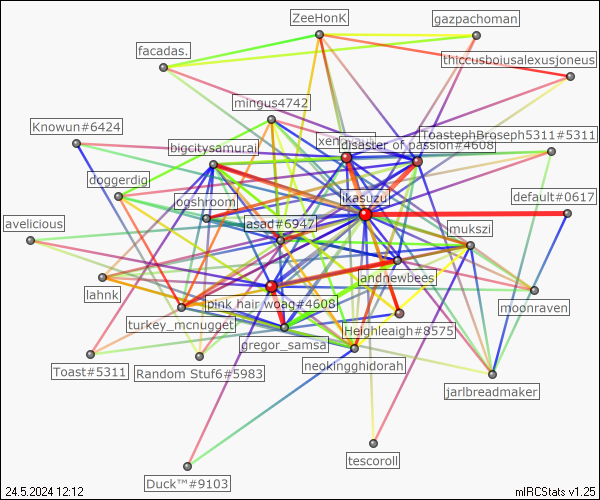 ZeeHonK
gazpachoman
facadas.
thiccusboiusalexusjoneus
mingus4742
Knowun#6424
ToastephBroseph5311#5311
disaster of passion#4608
bigcitysamurai
doggerdig
ogshroom
ikasuzu
default#0617
avelicious
asad#6947
mukszi
lahnk
andnewbees
pink hair woag#4608
moonraven
turkey_mcnugget
Heighleaigh#8575
gregor_samsa
neokingghidorah
Toast#5311
Random Stuf6#5983
jarlbreadmaker
tescoroll
Duck™#9103
24.5.2024 12:12
mIRCStats v1.25